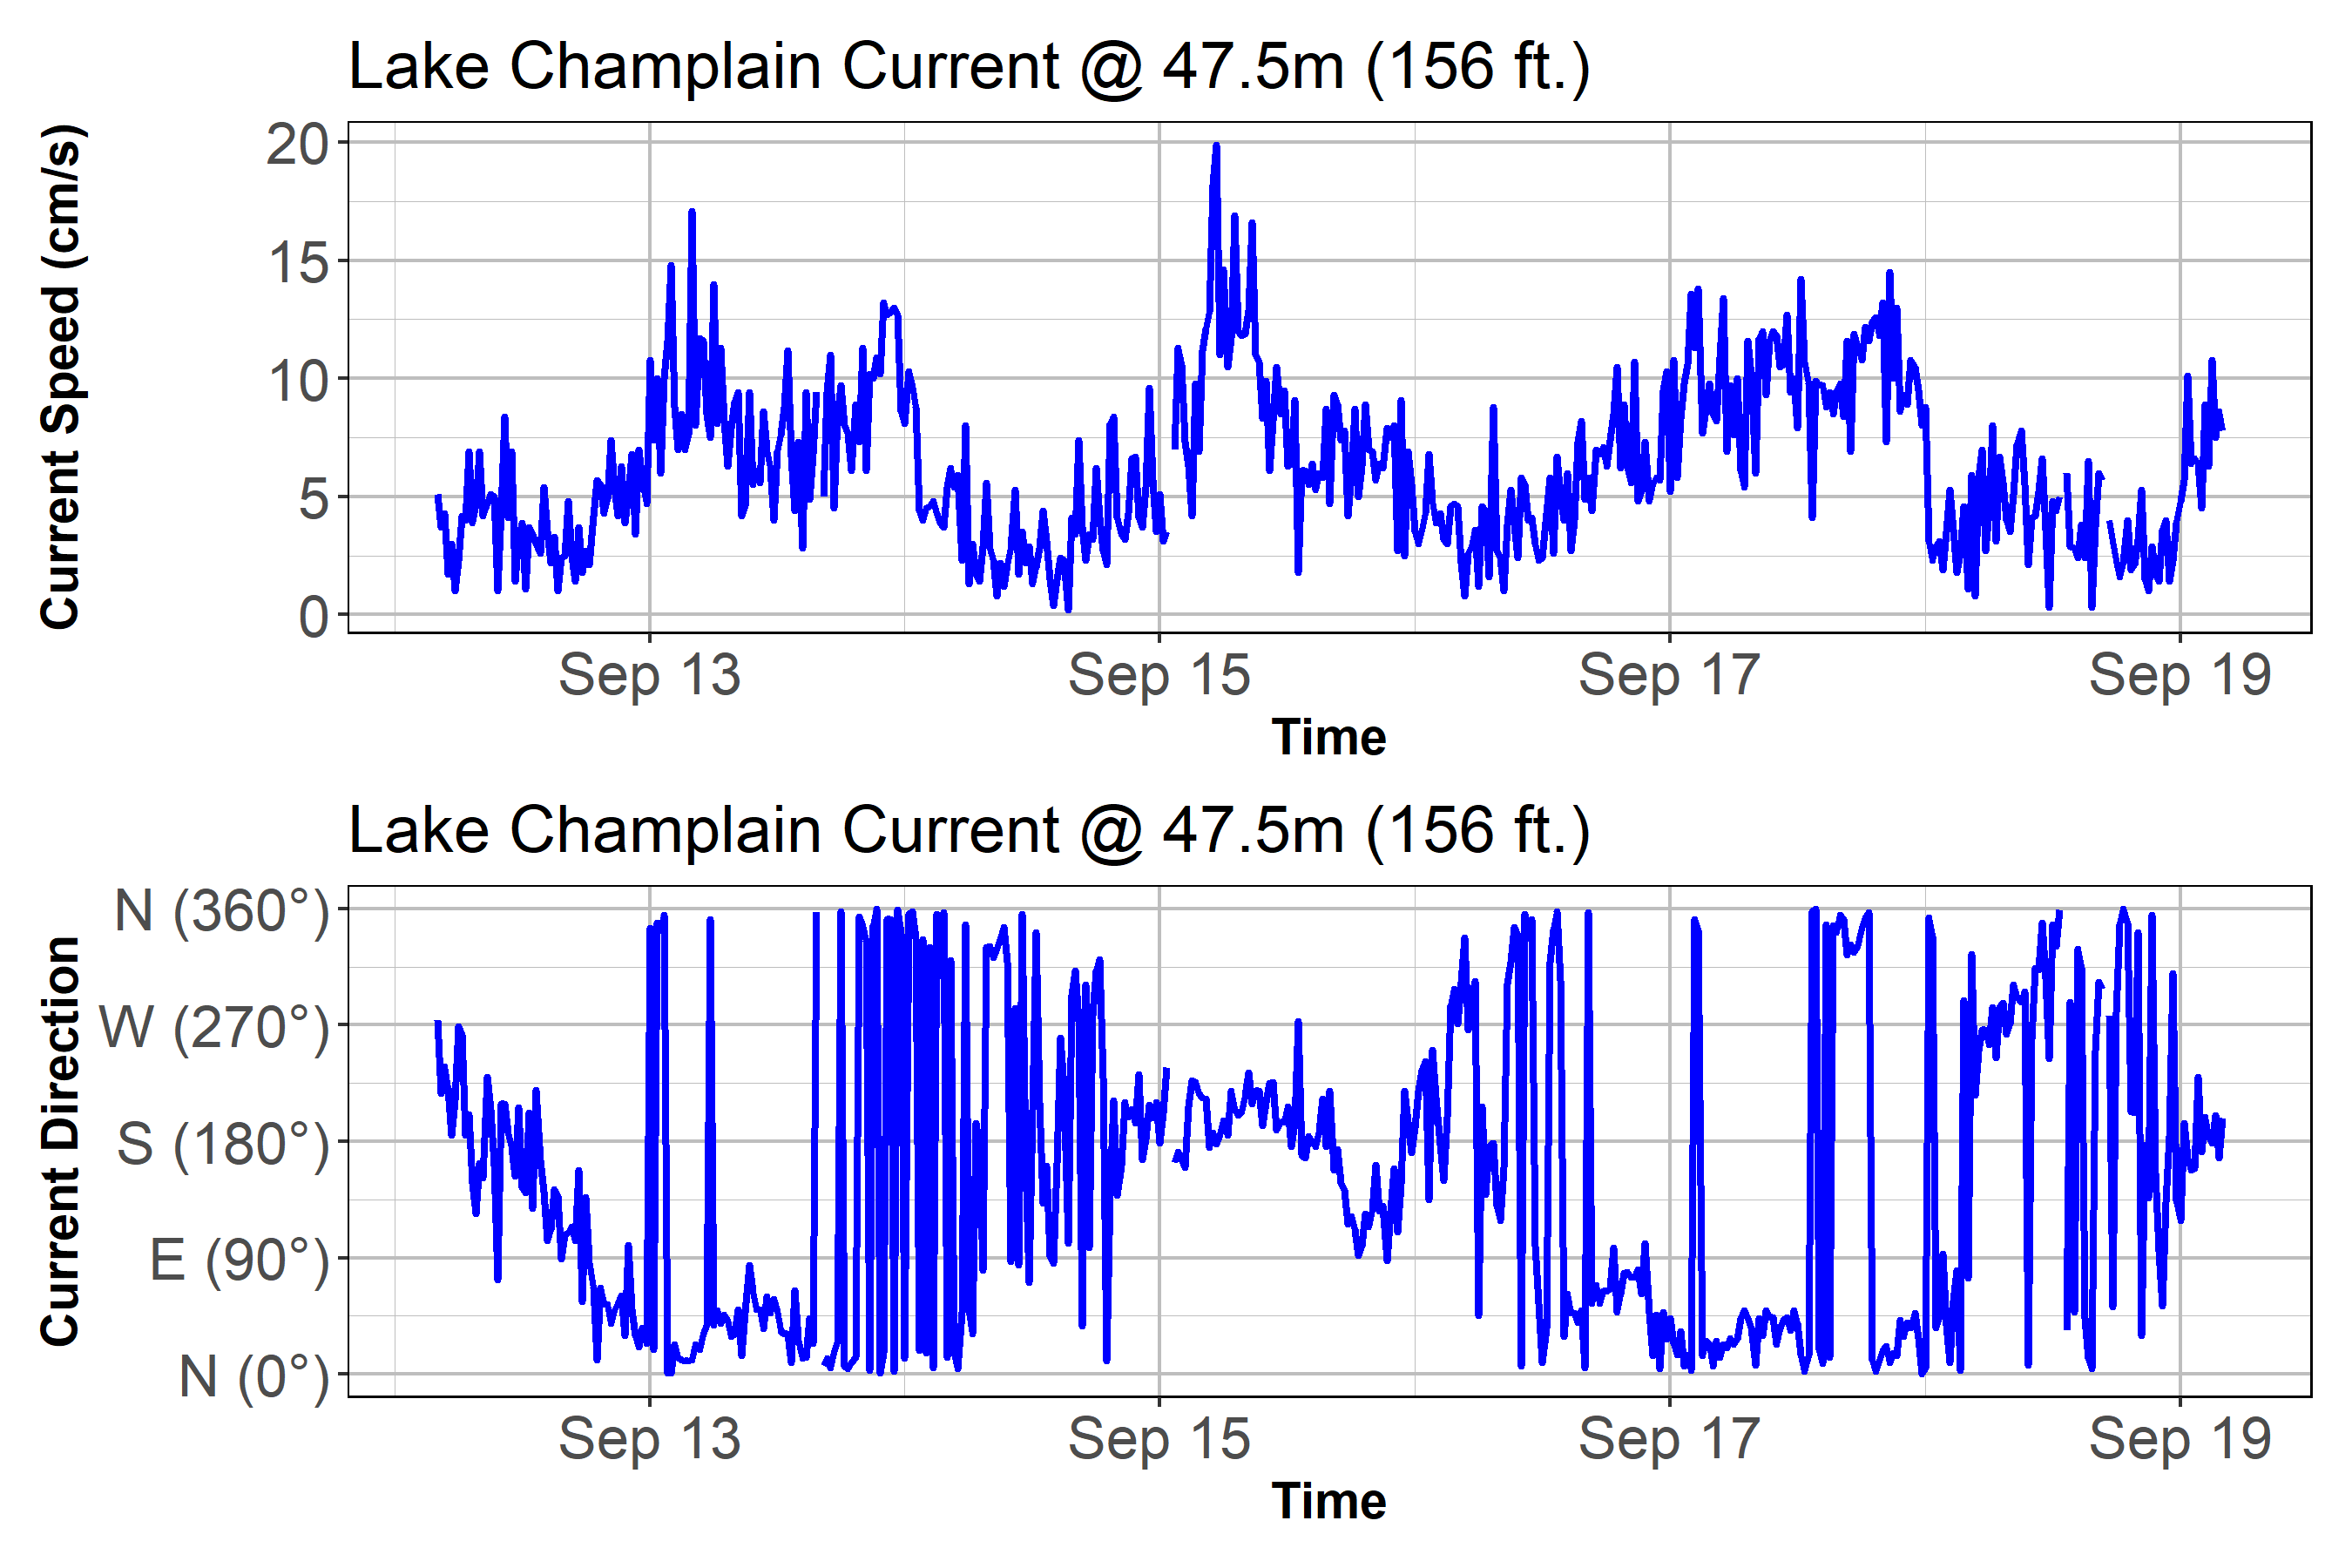 Lake Champlain Current @ 47.5m (156 ft.)
Current Speed (cm/s)
20
15
10
5
0
Sep 13 Sep 15 Sep 17 Sep 19
Time
Lake Champlain Current @ 47.5m (156 ft.)
Current Direction
N (360°)
W (270°)
S (180°)
E (90°)
N (0°)
Sep 13 Sep 15 Sep 17 Sep 19
Time